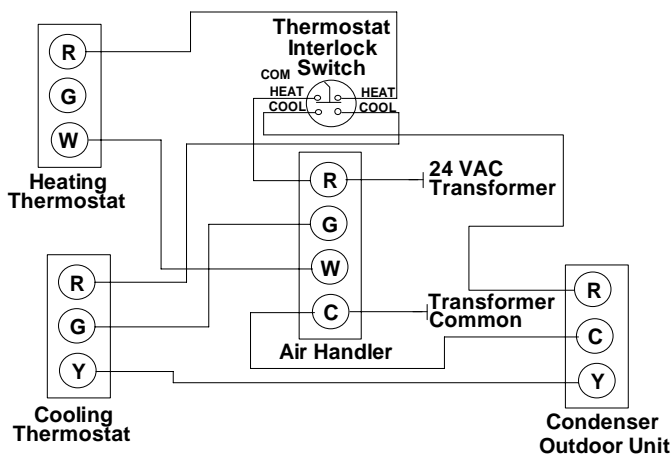 Thermostat
Interlock
Switch
COM
HEAT
HEAT
COOL
COOL
R
G
W
Heating
Thermostat
R
G
W
C
Air Handler
24 VAC
Transformer
Transformer
Common
R
G
Y
Cooling
Thermostat
R
C
Y
Condenser
Outdoor Unit